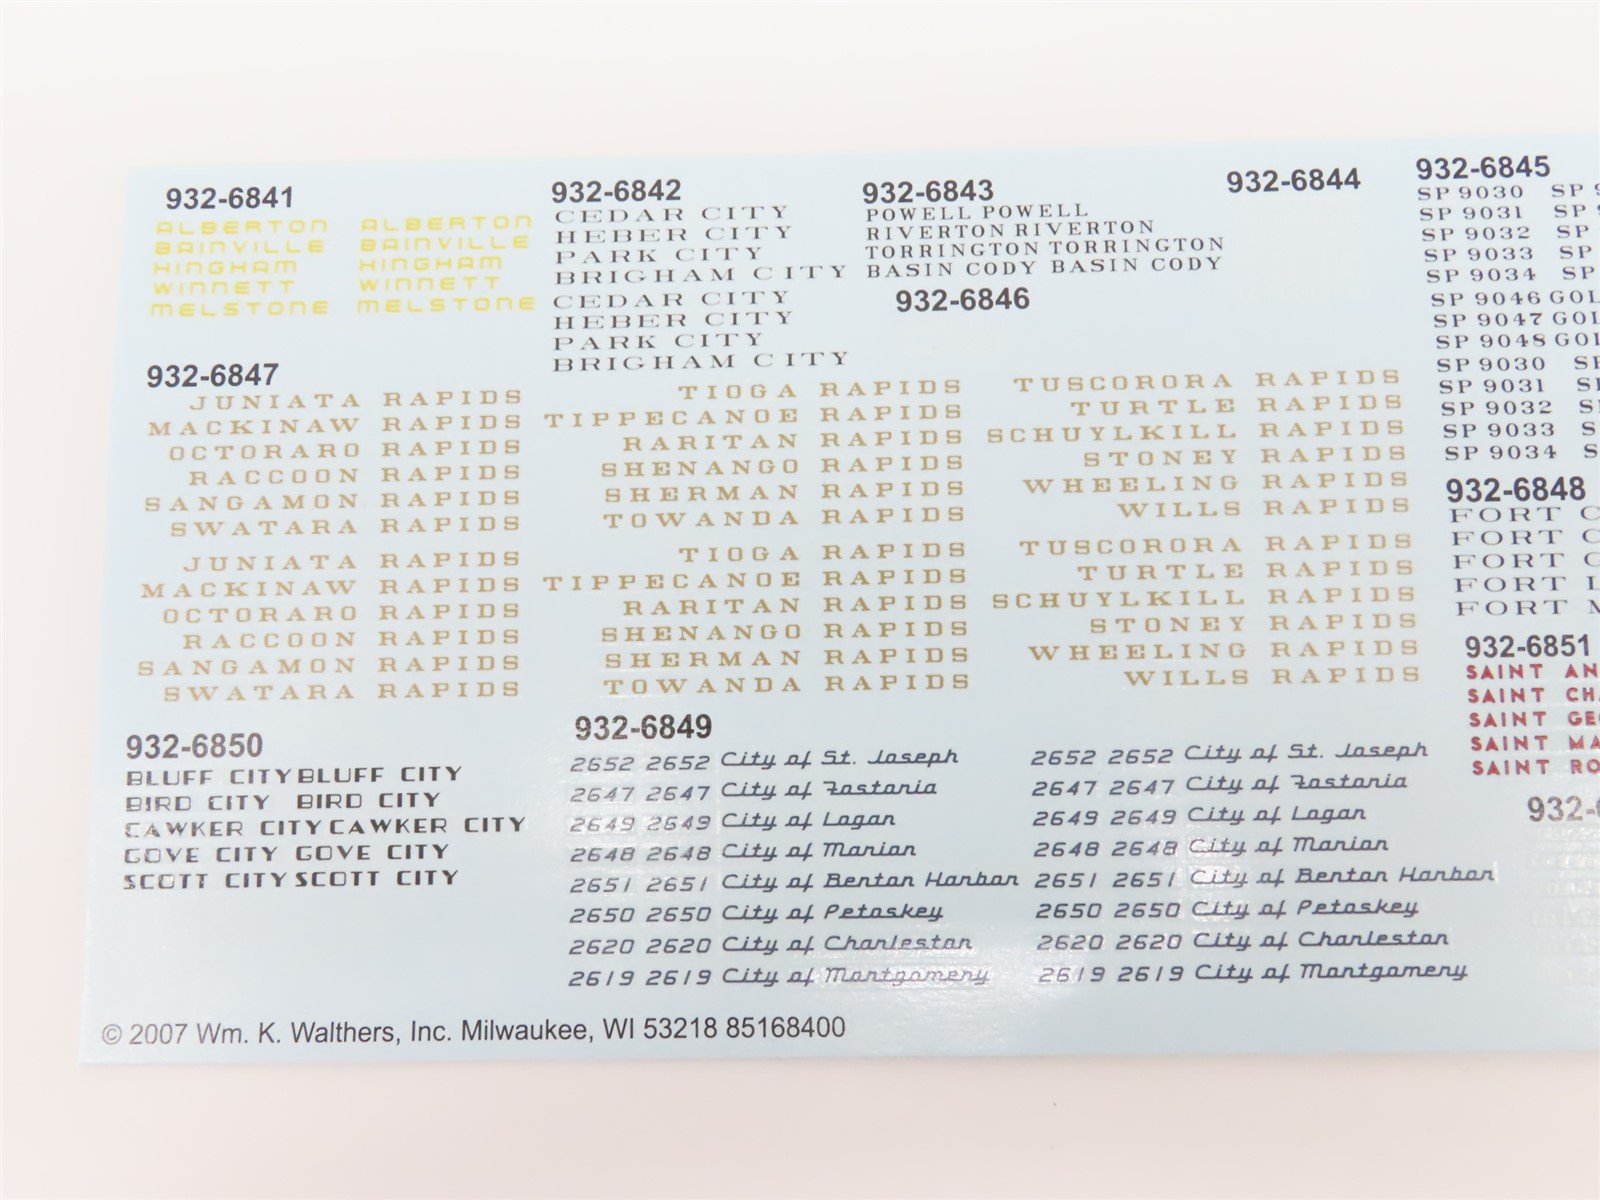 932-6841
ALBERTON ALBERTON
BAINVILLE BAINVILLE
HINGHAM HINGHAM
WINNETT WINNETT
MELSTONE MELSTONE
932-6842
CEDAR CITY
HEBER CITY
PARK CITY
BRIGHAM CITY
CEDAR CITY
HEBER CITY
PARK CITY
BRIGHAM CITY
932-6843
POWELL POWELL
RIVERTON RIVERTON
TORRINGTON TORRINGTON
BASIN CODY BASIN CODY
932-6844
932-6846
932-6845
SP 9030 SP
SP 9031 SP
SP 9032 SP
SP 9033 SP
SP 9034 SP
SP 9046 GOL
SP 9047 GOL
SP 9048 GOL
SP 9030
SP 9031
SP 9032
SP 9033
SP 9034
932-6847
JUNIATA RAPIDS
MACKINAW RAPIDS
OCTORARO RAPIDS
RACCOON RAPIDS
SANGAMON RAPIDS
SWATARA RAPIDS
JUNIATA RAPIDS
MACKINAW RAPIDS
OCTORARO RAPIDS
RACCOON RAPIDS
SANGAMON RAPIDS
SWATARA RAPIDS
TIOGA RAPIDS
TIPPECANOE RAPIDS
RARITAN RAPIDS
SHENANGO RAPIDS
SHERMAN RAPIDS
TOWANDA RAPIDS
TIOGA RAPIDS
TIPPECANOE RAPIDS
RARITAN RAPIDS
SHENANGO RAPIDS
SHERMAN RAPIDS
TOWANDA RAPIDS
TUSCORORA RAPIDS
TURTLE RAPIDS
SCHUYLKILL RAPIDS
STONEY RAPIDS
WHEELING RAPIDS
WILLS RAPIDS
TUSCORORA RAPIDS
TURTLE RAPIDS
SCHUYLKILL RAPIDS
STONEY RAPIDS
WHEELING RAPIDS
WILLS RAPIDS
932-6848
FORT
FORT
FORT
FORT L
FORT M
932-6851
SAINT AN
SAINT CHA
SAINT GEO
SAINT MA
SAINT RO
932-6850
BLUFF CITY BLUFF CITY
BIRD CITY BIRD CITY
CAWKER CITY CAWKER CITY
GOVE CITY GOVE CITY
SCOTT CITY SCOTT CITY
932-6849
2652 2652 City of St. Joseph
2647 2647 City of Fostoria
2649 2649 City of Logan
2648 2648 City of Marion
2651 2651 City of Benton Harbor
2650 2650 City of Petoskey
2620 2620 City of Charleston
2619 2619 City of Montgomery
2652 2652 City of St. Joseph
2647 2647 City of Fostoria
2649 2649 City of Logan
2648 2648 City of Marion
2651 2651 City of Benton Harbor
2650 2650 City of Petoskey
2620 2620 City of Charleston
2619 2619 City of Montgomery
932-
© 2007 Wm. K. Walthers, Inc. Milwaukee, WI 53218 85168400